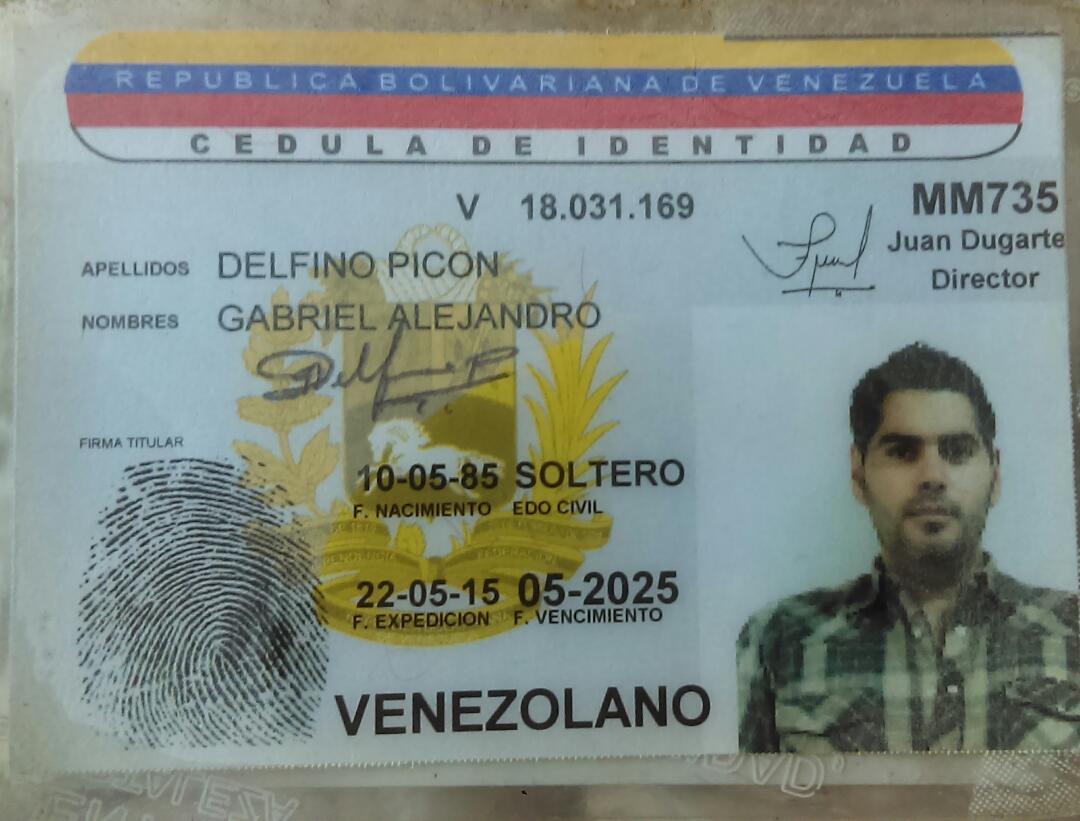 REPUBLICA BOLIVARIANA DE VENEZUELA
CEDULA DE IDENTIDAD
V 18.031.169
MM735
Juan Dugarte
Director
APELLIDOS DELFINO PICON
NOMBRES GABRIEL ALEJANDRO
FIRMA TITULAR
10-05-85 SOLTERO
F. NACIMIENTO EDO CIVIL
22-05-15 05-2025
F. EXPEDICION F. VENCIMIENTO
VENEZOLANO